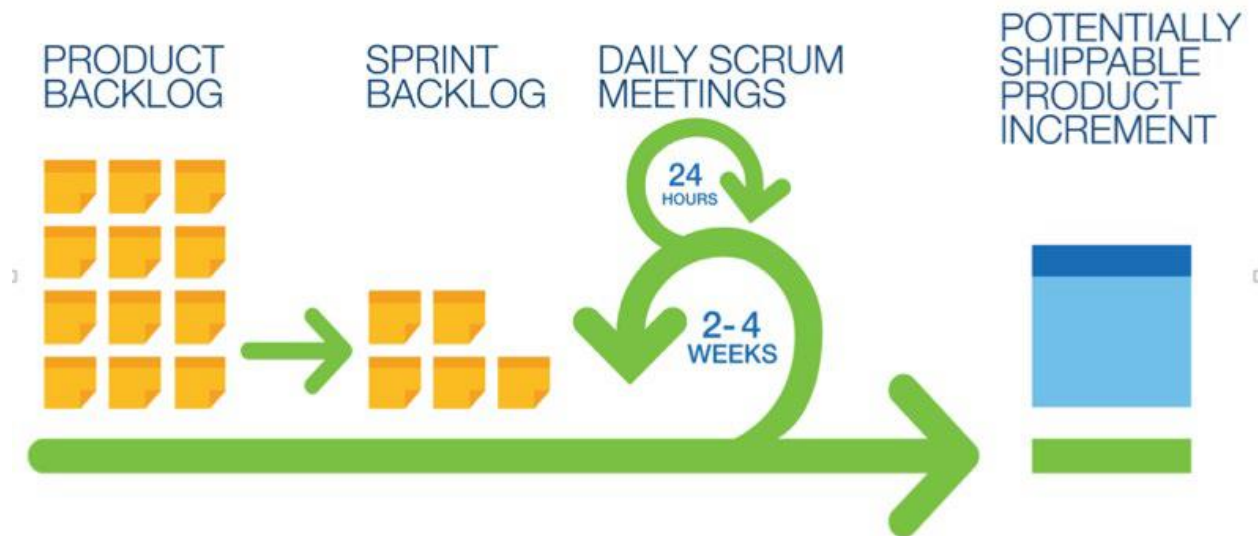 PRODUCT
BACKLOG
SPRINT
BACKLOG
DAILY SCRUM
MEETINGS
POTENTIALLY
SHIPPABLE
PRODUCT
INCREMENT
24
HOURS
2-4
WEEKS